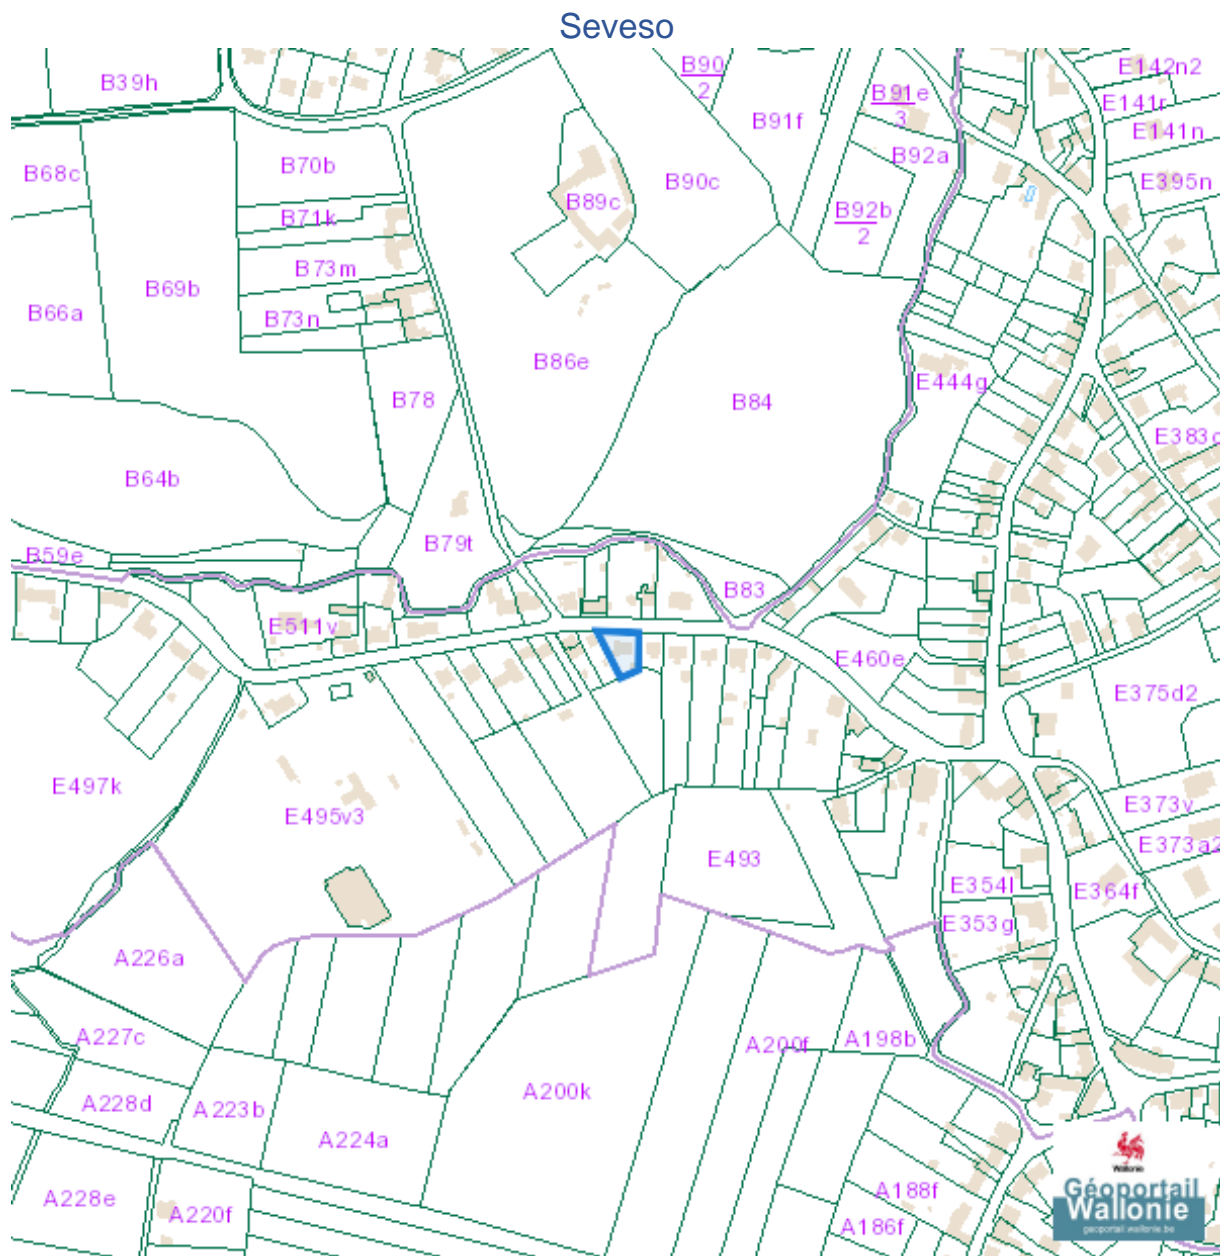 Seveso
B90
2
E142n2
B39h
B91e
3
E141r
B91f
E141n
B70b
B92a
B68c
B90c
E395n
B89c
B71k
B92b
2
B73m
B69b
B66a
B73n
B86e
E444g
B78
B84
E383c
B64b
B79t
B59e
B83
E511v
E460e
E375d2
E497k
E373v
E495v3
E373a2
E493
E354l
E364f
E353g
A226a
A227c
A200f
A198b
A200k
A228d
A223b
A224a
Wallonie
Géoportail
Wallonie
geoportail.wallonie.be
A188f
A228e
A220f
A186f